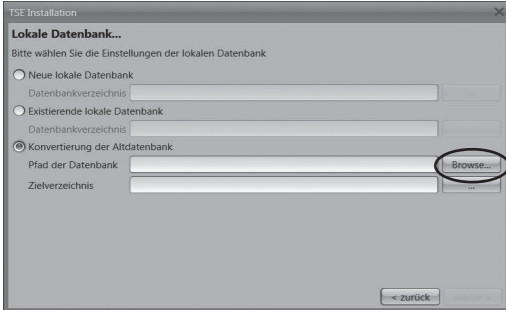 TSE Installation
Lokale Datenbank...
Bitte wählen Sie die Einstellungen der lokalen Datenbank
Neue lokale Datenbank
Datenbankverzeichnis
Existierende lokale Datenbank
Datenbankverzeichnis
Konvertierung der Altdatenbank
Pfad der Datenbank Browse...
Zielverzeichnis ...
< zurück